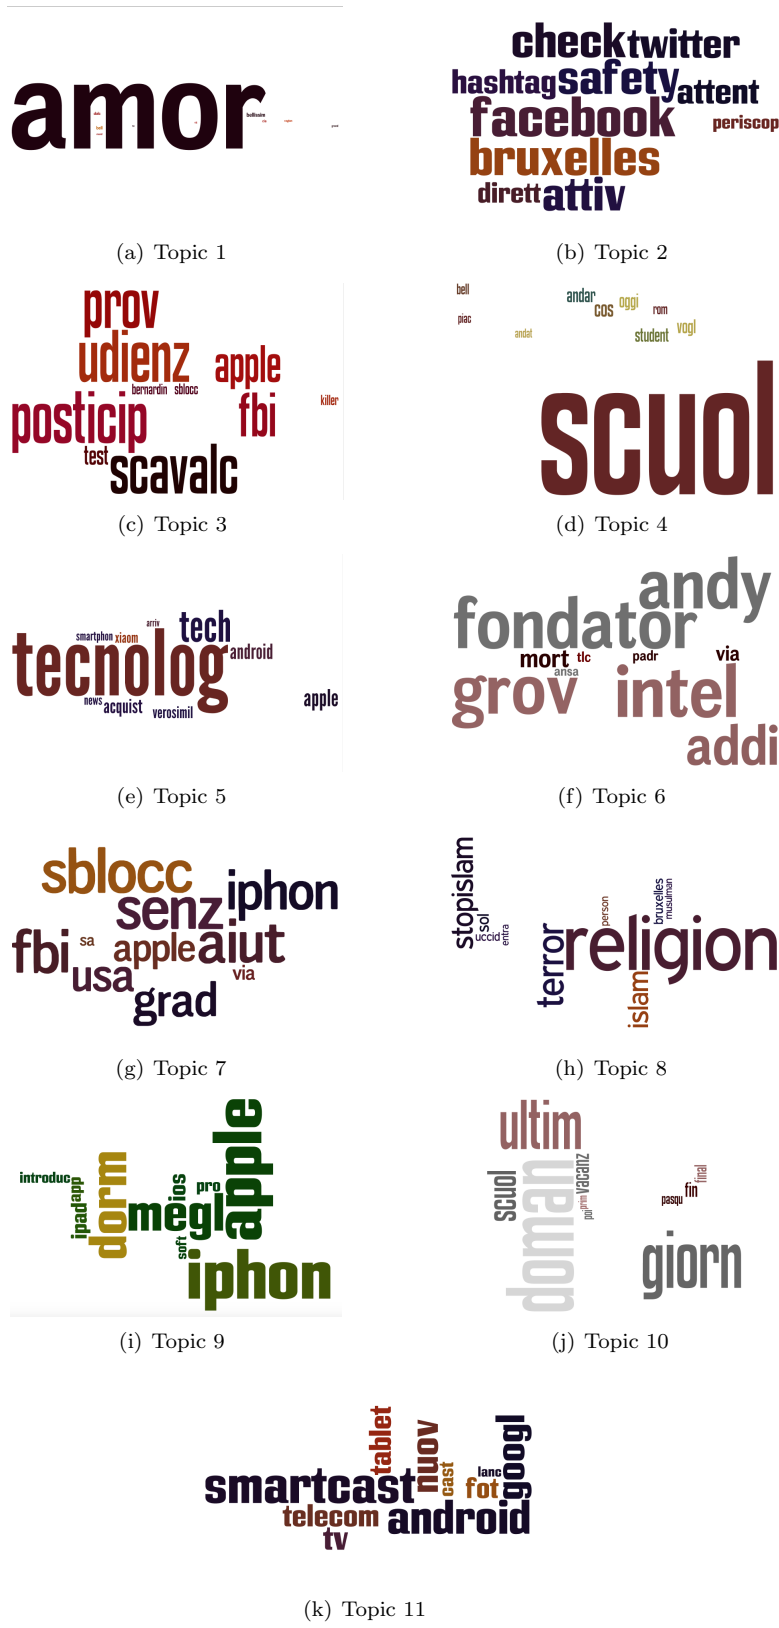 amor
bellissim
(a) Topic 1
check twitter
hashtag safety attent
facebook periscop
bruxelles
dirett attiv
(b) Topic 2
prov
udienz apple
bernardin sblocc
posticip fbi killer
test scavalc
(c) Topic 3
bell andar cos oggi rom
piac andat student vogl
scuol
(d) Topic 4
arriv tech
smartphon xiaom
tecnolog android
news acquist verosimil apple
(e) Topic 5
andy
fondator
mort tlc padr via
ansa
grov intel
addi
(f) Topic 6
sblocc iphon
senz
fbi sa apple aiut
usa via
grad
(g) Topic 7
stopislam person bruxelles musulman
sol uccid entra terror religion
islam
(h) Topic 8
introduc app ipad dorm megl ios pro apple
soft iphon
(i) Topic 9
ultim
scuol doman vacanz prim poi pasqu fin final
giorn
(j) Topic 10
tablet nuov googl
smartcast cast lanc fot
telecom android
tv
(k) Topic 11